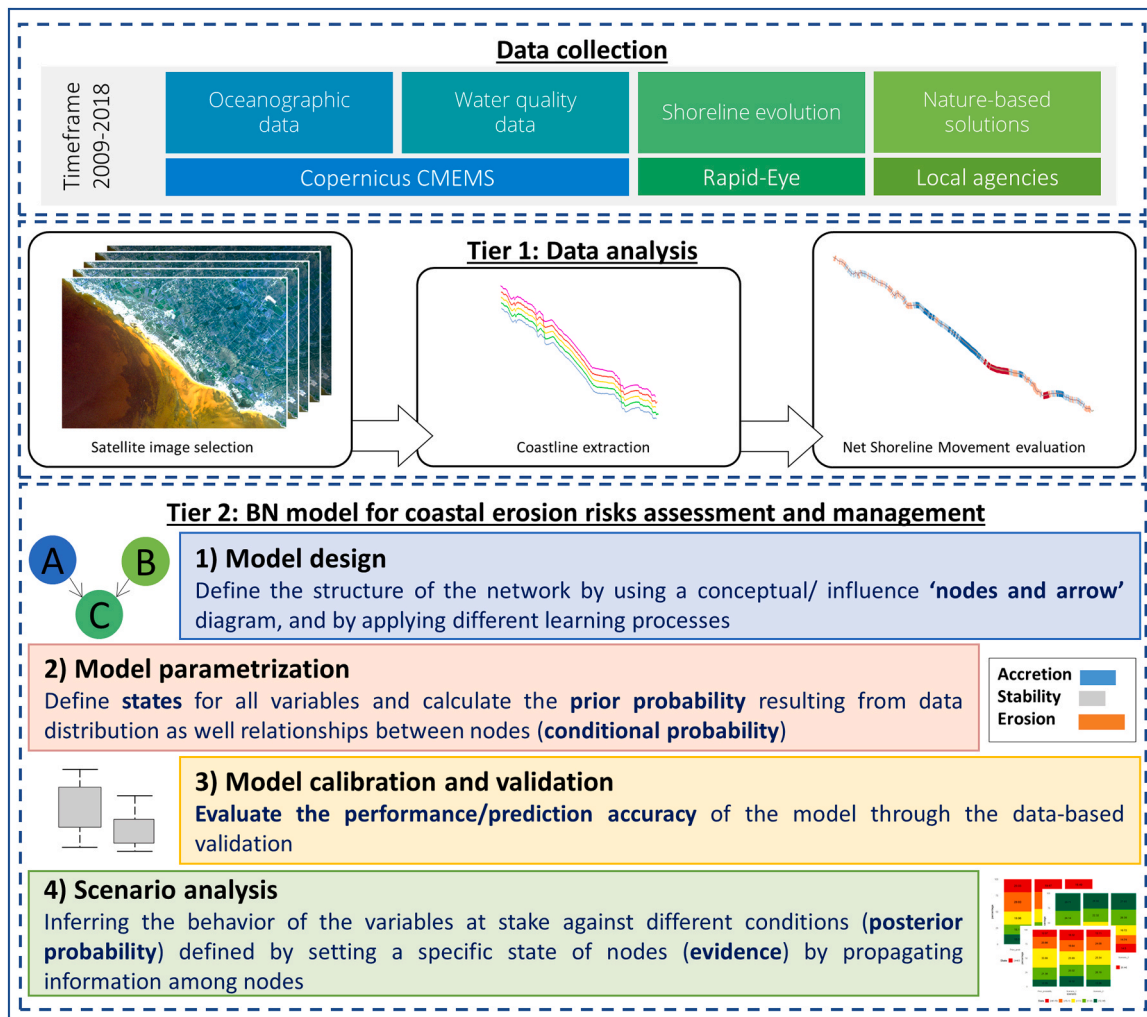 Data collection
Timeframe
2009-2018
Oceanographic
data
Water quality
data
Shoreline evolution
Nature-based
solutions
Copernicus CMEMS
Rapid-Eye
Local agencies
Tier 1: Data analysis
Satellite image selection
Coastline extraction
Net Shoreline Movement evaluation
Tier 2: BN model for coastal erosion risks assessment and management
A
B
C
1) Model design
Define the structure of the network by using a conceptual/ influence ‘nodes and arrow’
diagram, and by applying different learning processes
2) Model parametrization
Define states for all variables and calculate the prior probability resulting from data
distribution as well relationships between nodes (conditional probability)
Accretion
Stability
Erosion
3) Model calibration and validation
Evaluate the performance/prediction accuracy of the model through the data-based
validation
4) Scenario analysis
Inferring the behavior of the variables at stake against different conditions (posterior
probability) defined by setting a specific state of nodes (evidence) by propagating
information among nodes